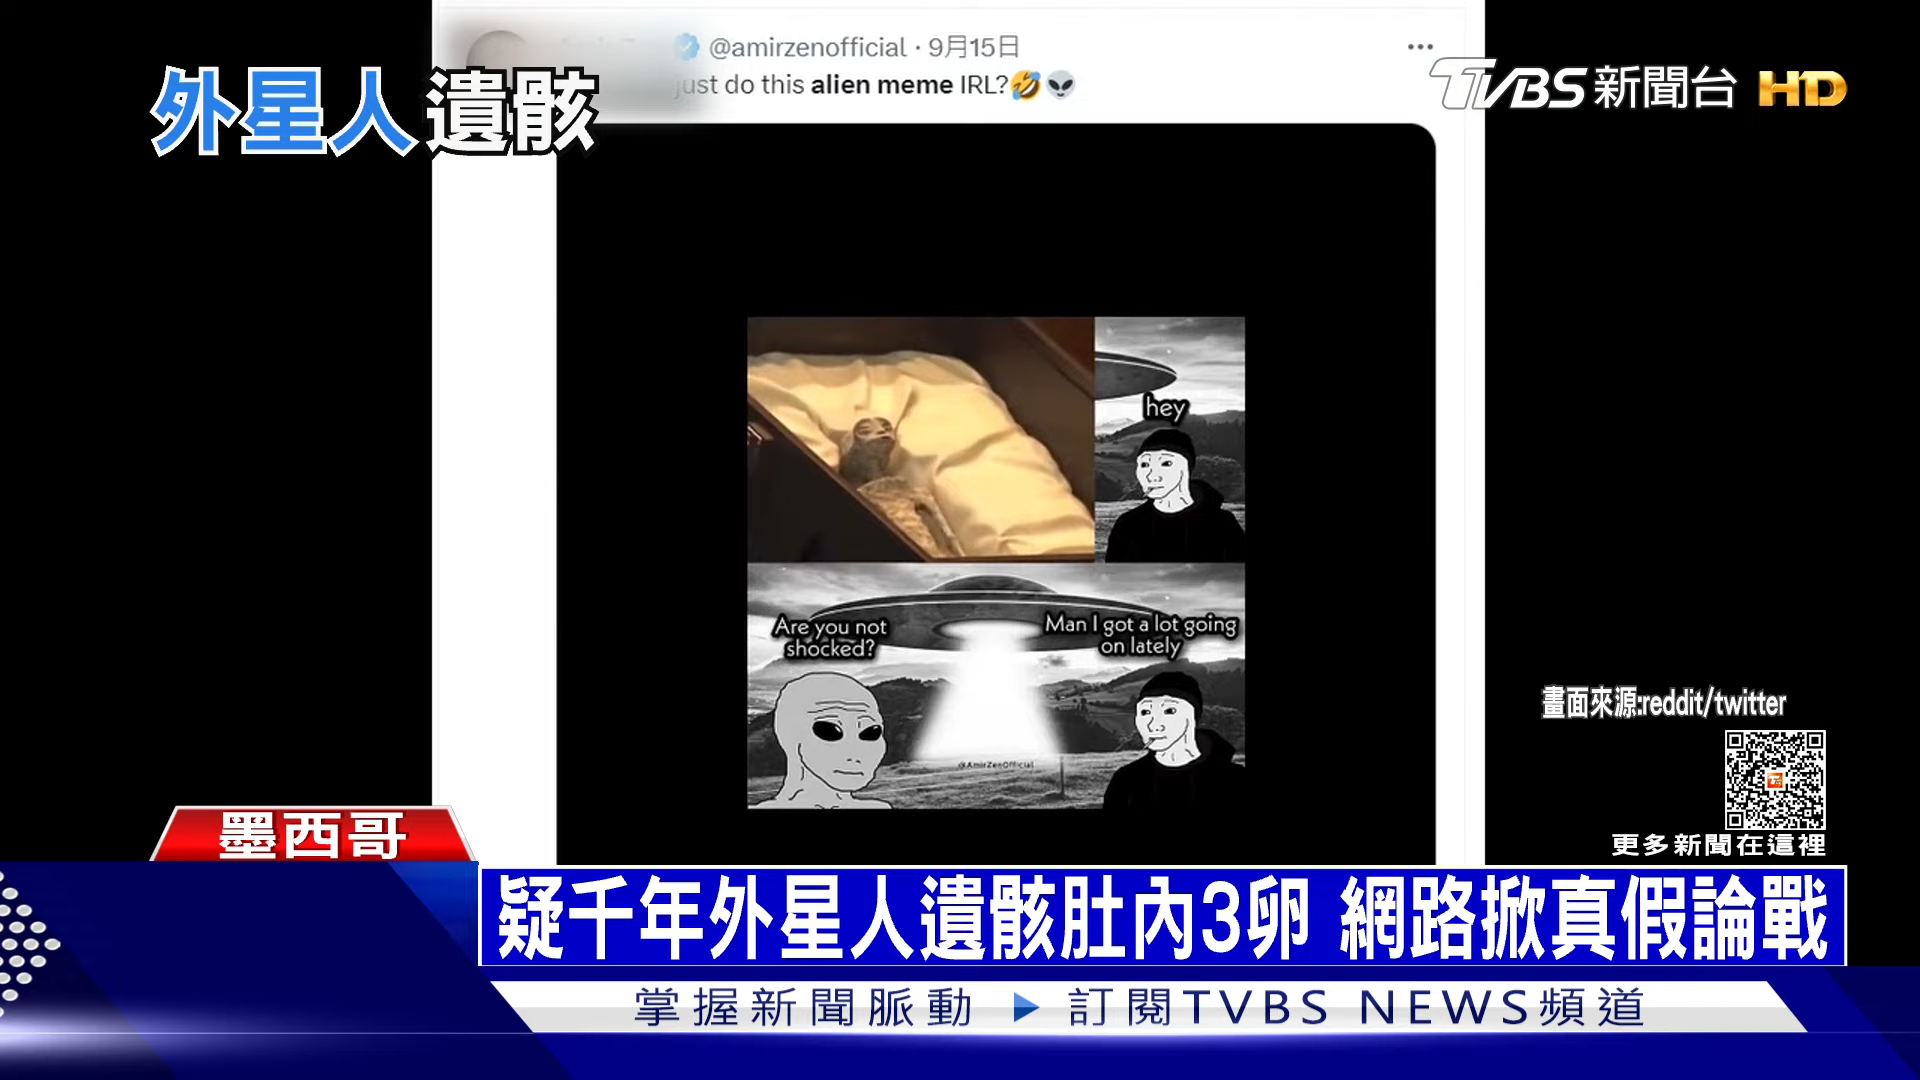 @amirzenofficial · 9月15日
just do this alien meme IRL?🤣👽
外星人遺骸
TVBS新聞台 HD
hey
Are you not
shocked?
Man I got a lot going
on lately
@AmirZenOfficial
畫面來源:reddit/twitter
更多新聞在這裡
墨西哥
疑千年外星人遺骸肚內3卵 網路掀真假論戰
掌握新聞脈動 ▶ 訂閱TVBS NEWS頻道